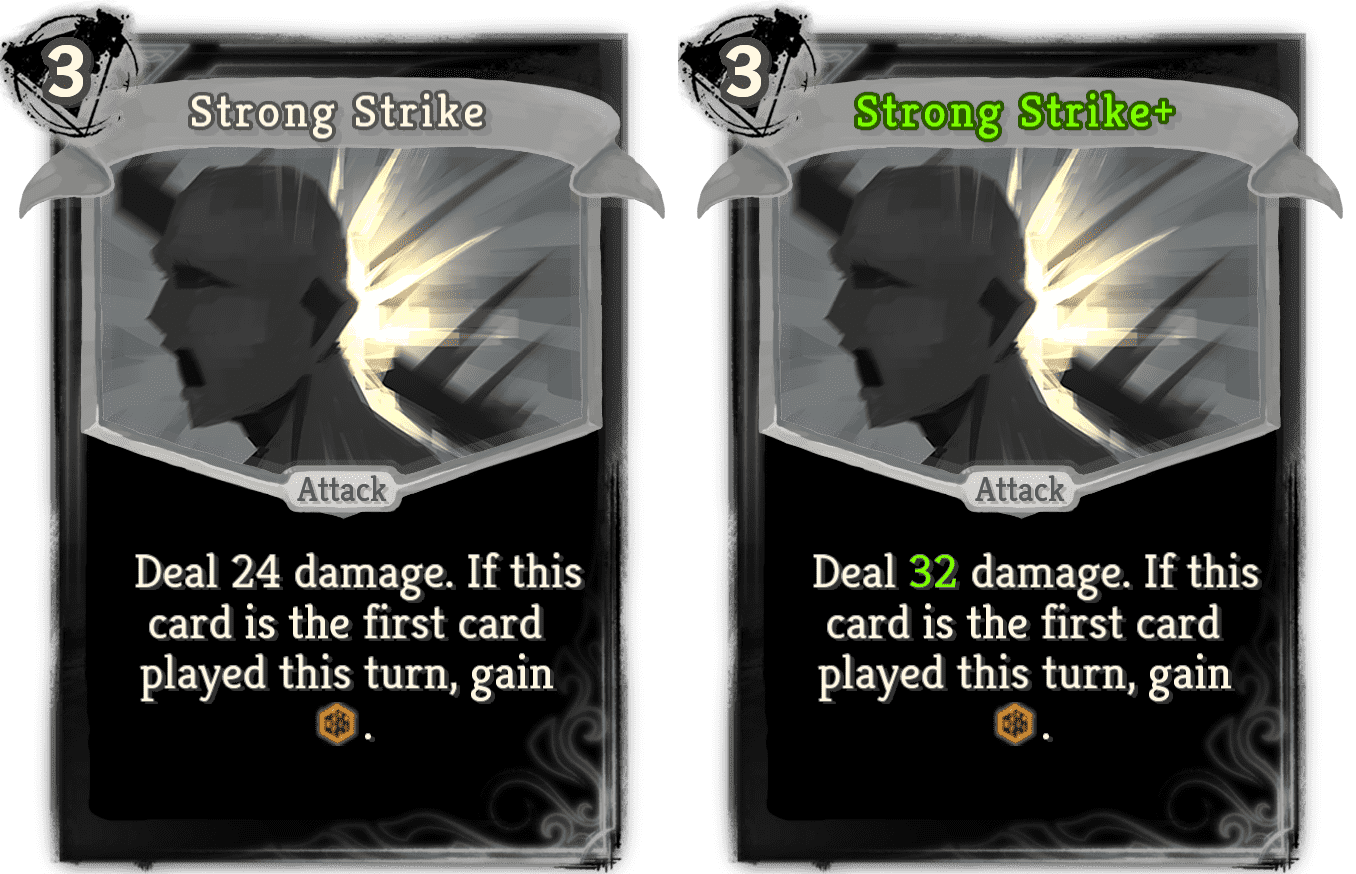 3
Strong Strike
Attack
Deal 24 damage. If this
card is the first card
played this turn, gain
.
3
Strong Strike+
Attack
Deal 32 damage. If this
card is the first card
played this turn, gain
.